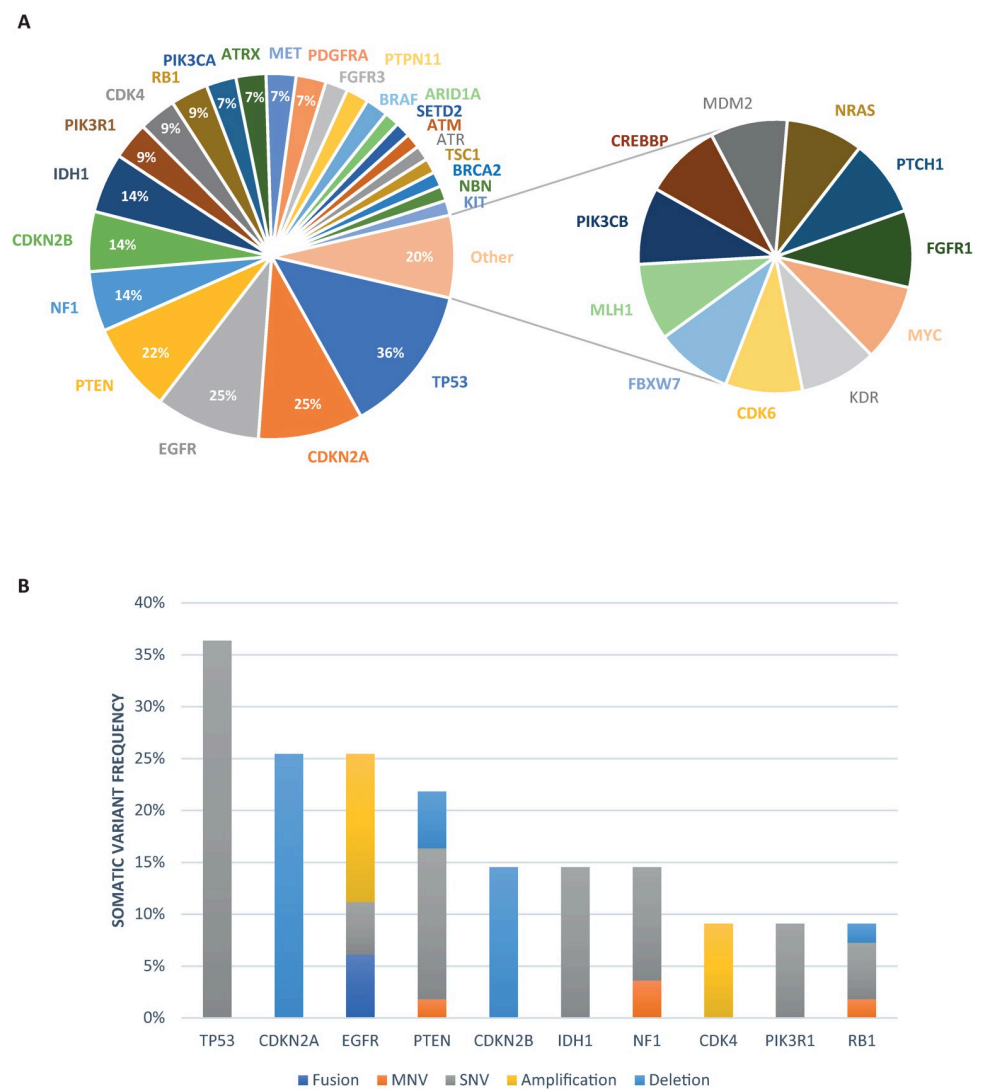 A
PIK3CA
ATRX
MET
PDGFRA
PTPN11
RB1
FGFR3
CDK4
BRAF
ARID1A
SETD2
PIK3R1
ATM
ATR
IDH1
TSC1
BRCA2
NBN
KIT
CDKN2B
Other
NF1
TP53
PTEN
EGFR
CDKN2A
7%
7%
7%
7%
9%
9%
9%
14%
14%
14%
20%
22%
36%
25%
25%
MDM2
NRAS
CREBBP
PTCH1
PIK3CB
FGFR1
MLH1
MYC
FBXW7
KDR
CDK6
B
SOMATIC VARIANT FREQUENCY
40%
35%
30%
25%
20%
15%
10%
5%
0%
TP53 CDKN2A EGFR PTEN CDKN2B IDH1 NF1 CDK4 PIK3R1 RB1
Fusion MNV SNV Amplification Deletion